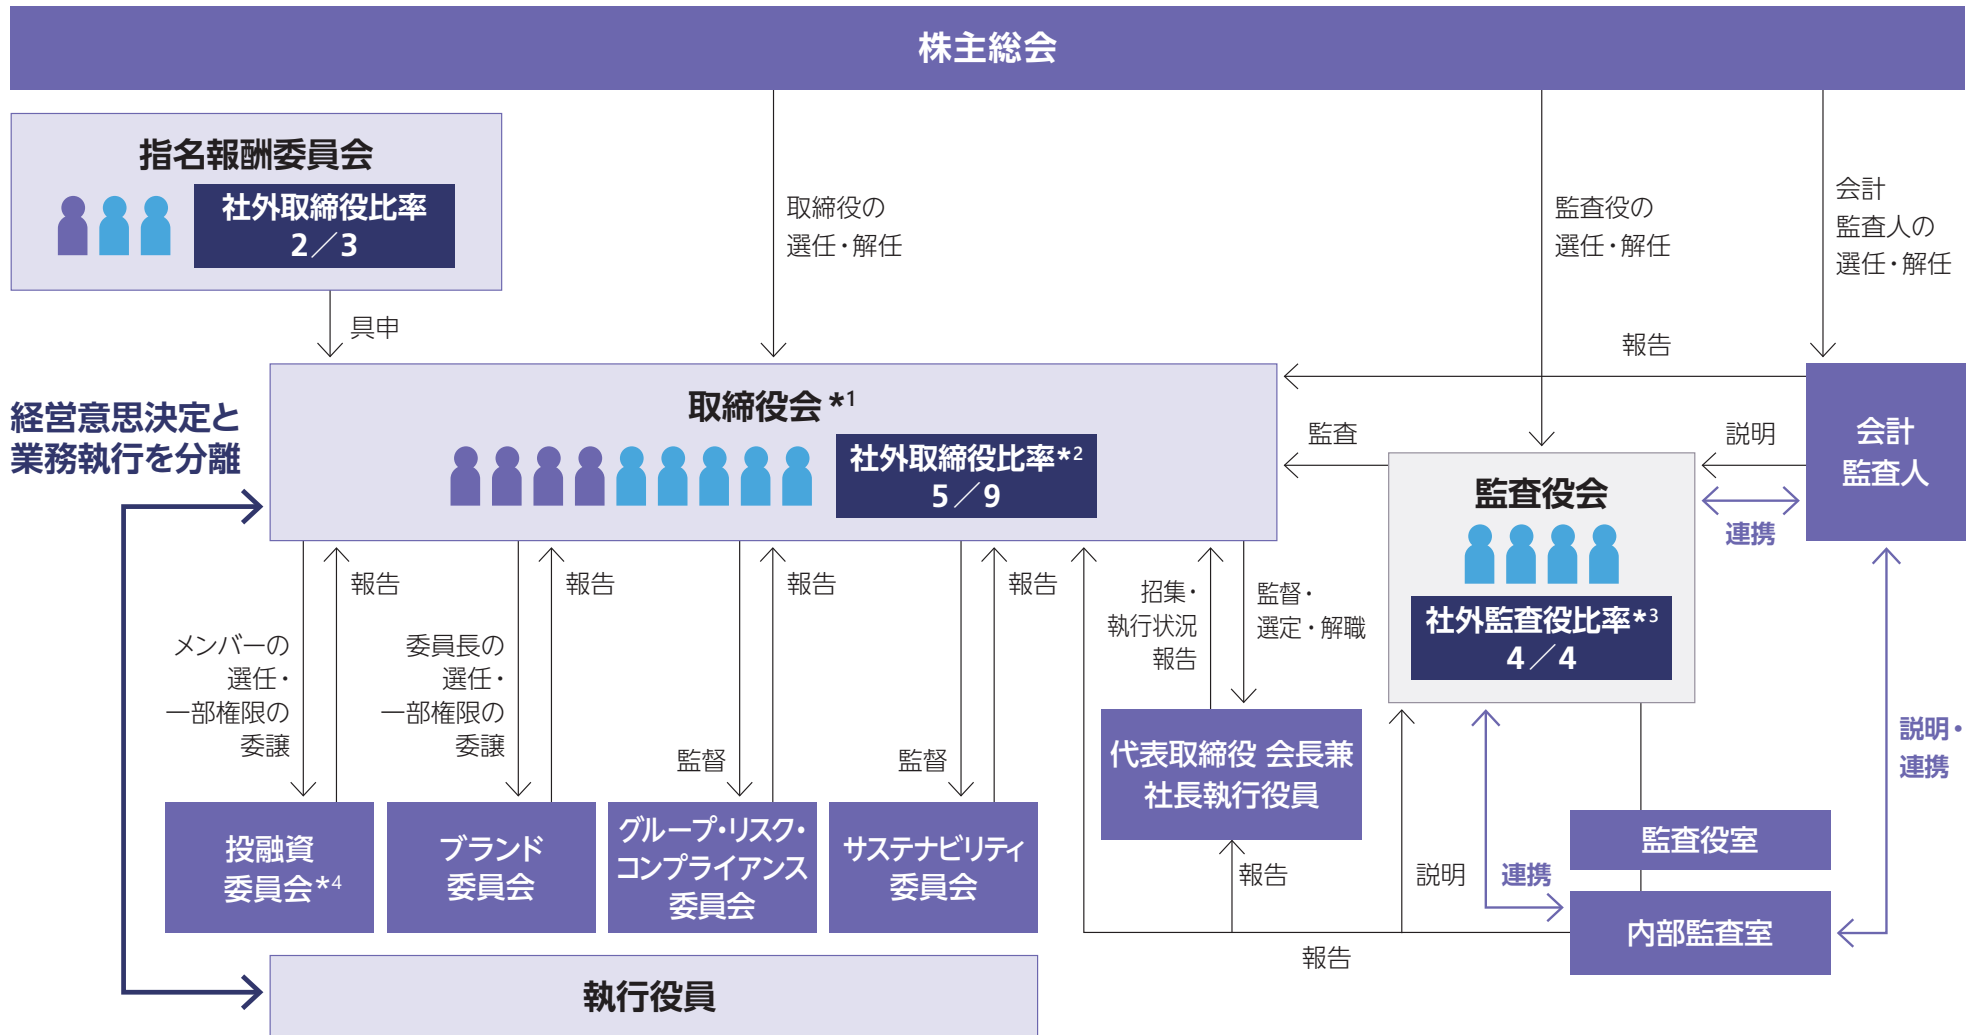 株主総会
指名報酬委員会
社外取締役比率
2／3
具申
取締役の
選任・解任
監査役の
選任・解任
会計
監査人の
選任・解任
報告
経営意思決定と
業務執行を分離
取締役会 *1
社外取締役比率*2
5／9
監査
説明
会計
監査人
監査役会
連携
社外監査役比率*3
4／4
報告
メンバーの
選任・
一部権限の
委譲
報告
委員長の
選任・
一部権限の
委譲
報告
監督
報告
監督
招集・
執行状況
報告
監督・
選定・解職
説明・
連携
代表取締役 会長兼
社長執行役員
投融資
委員会*4
ブランド
委員会
グループ・リスク・
コンプライアンス
委員会
サステナビリティ
委員会
報告
説明
連携
監査役室
内部監査室
報告
執行役員